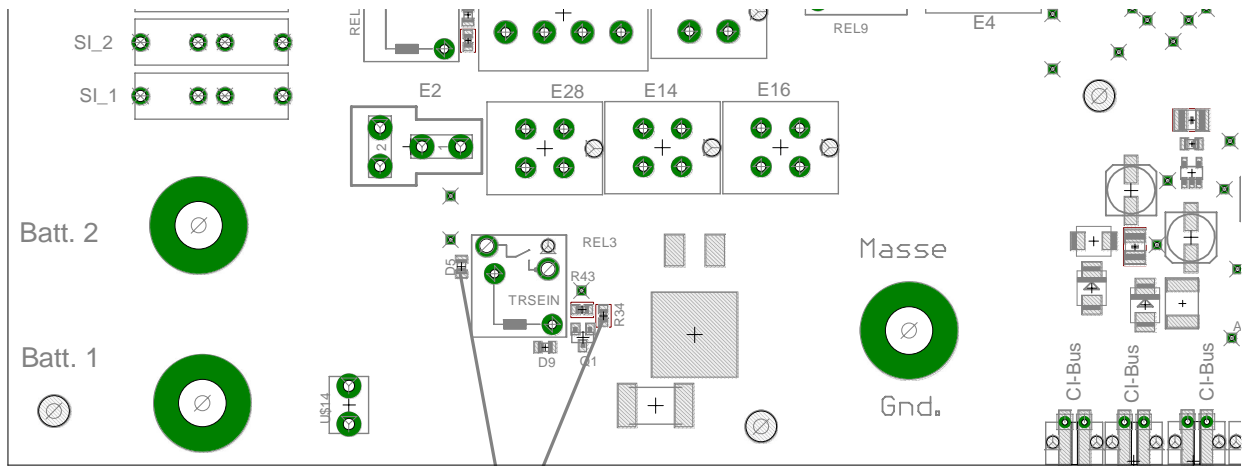 SI_2
REL
REL9
E4
SI_1
E2
E28
E14
E16
2
1
Batt. 2
REL3
Masse
D5
R43
TRSEIN
R34
D9
Q1
Batt. 1
CI-Bus
CI-Bus
CI-Bus
U$14
Gnd.
A